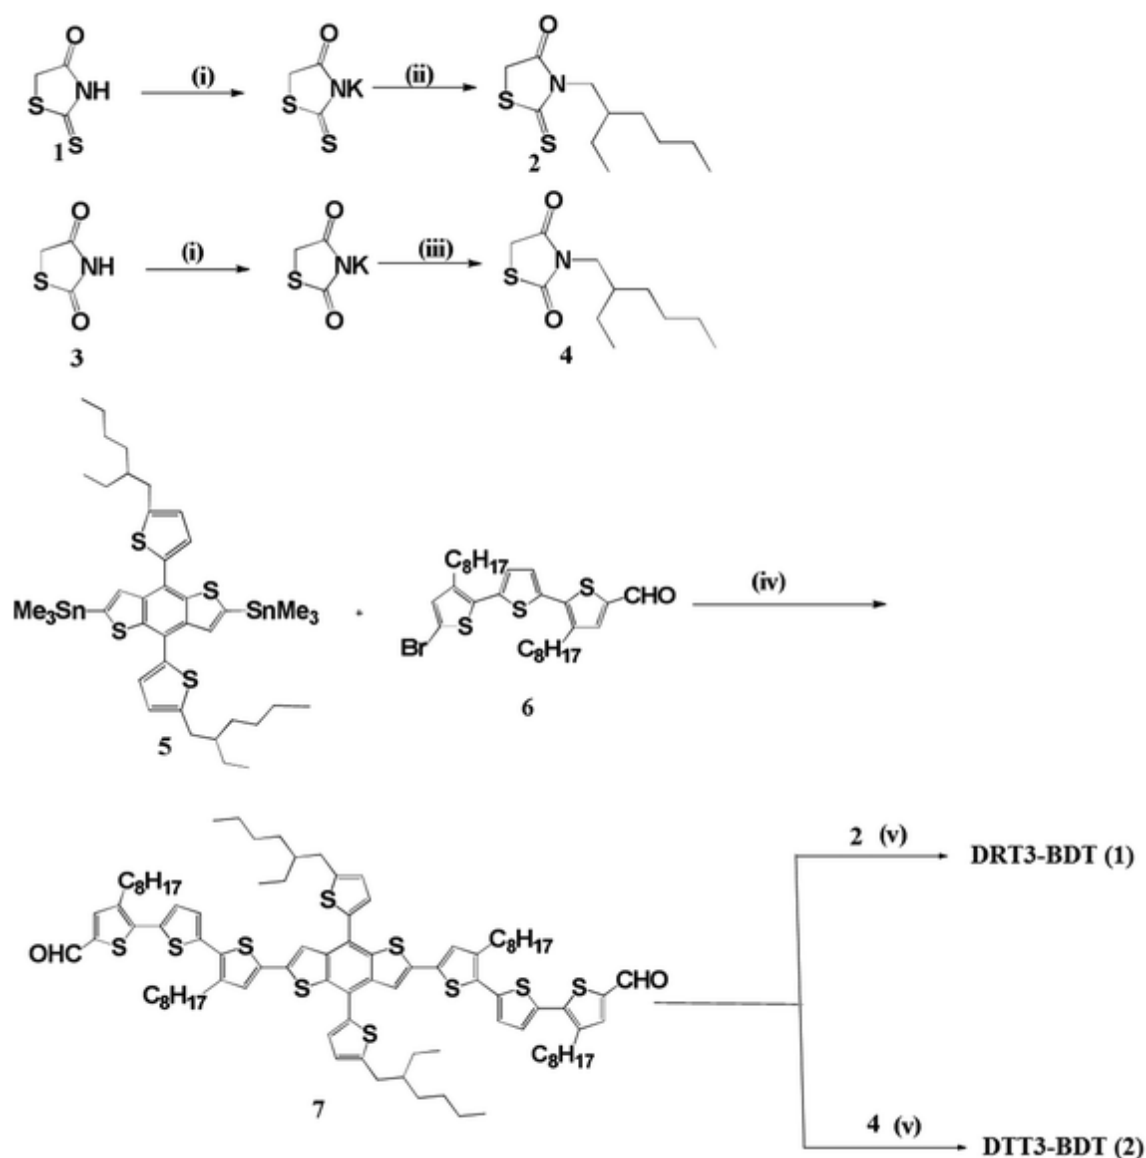 O
(i)
O
(ii)
O
NH
NK
N
S
S
S
S
S
S
1
2
O
(i)
O
(iii)
O
NH
NK
N
S
S
S
O
O
O
3
4
S
C8H17
S
Me3Sn
S
SnMe3
S
S
+
S
S
CHO
(iv)
Br
C8H17
S
5
6
C8H17
S
2 (v)
DRT3-BDT (1)
OHC
S
S
S
S
C8H17
C8H17
S
S
S
S
S
CHO
S
C8H17
7
4 (v)
DTT3-BDT (2)